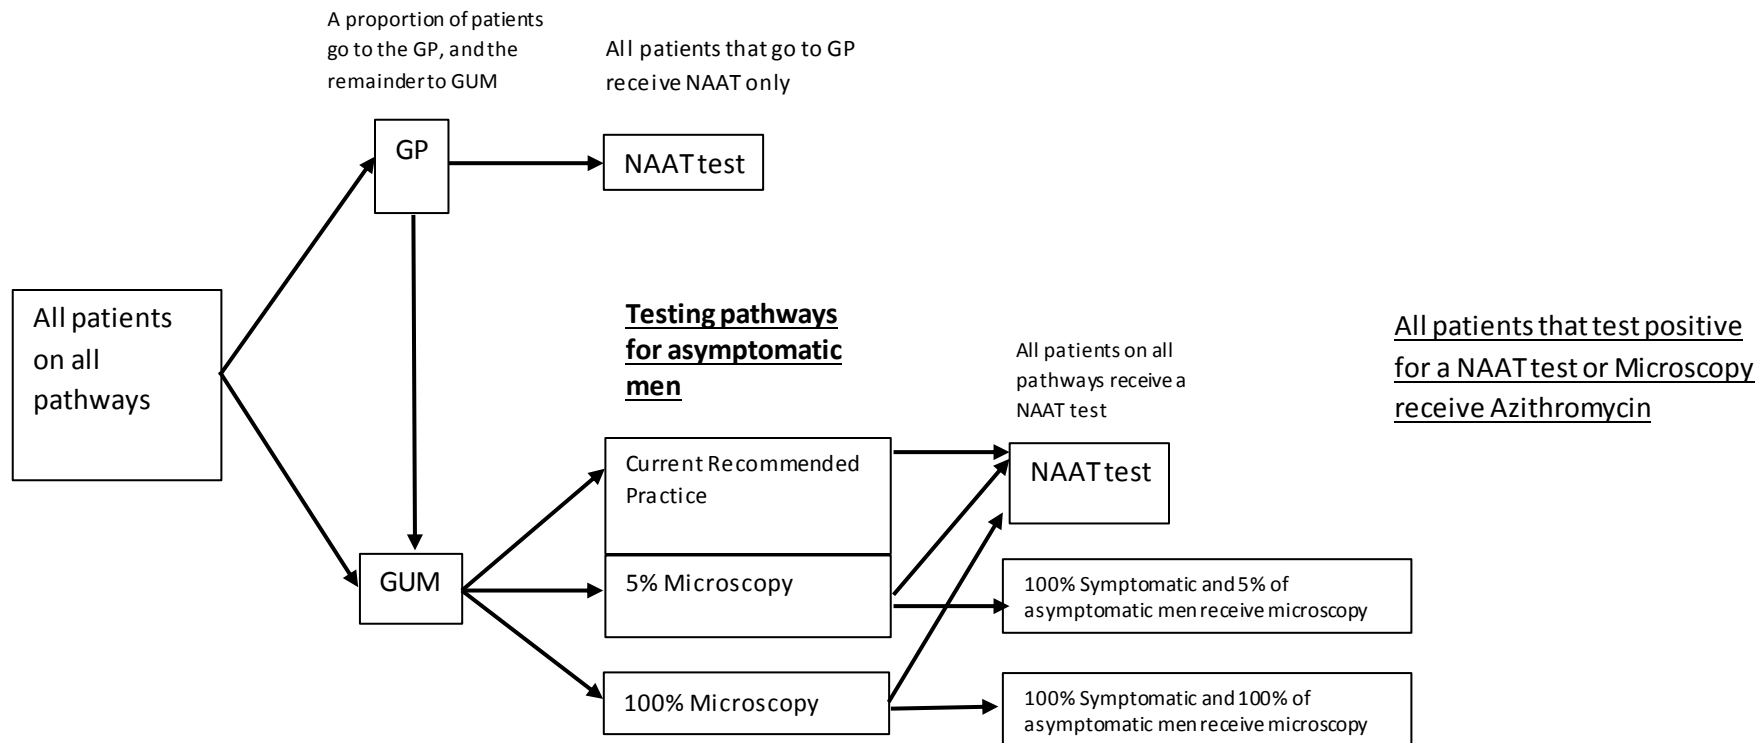 A proportion of patients
go to the GP, and the
remainder to GUM
All patients that go to GP
receive NAAT only
GP
NAAT test
All patients
on all
pathways
Testing pathways
for asymptomatic
men
All patients on all
pathways receive a
NAAT test
All patients that test positive
for a NAAT test or Microscopy
receive Azithromycin
Current Recommended
Practice
NAAT test
GUM
5% Microscopy
100% Symptomatic and 5% of
asymptomatic men receive microscopy
100% Microscopy
100% Symptomatic and 100% of
asymptomatic men receive microscopy